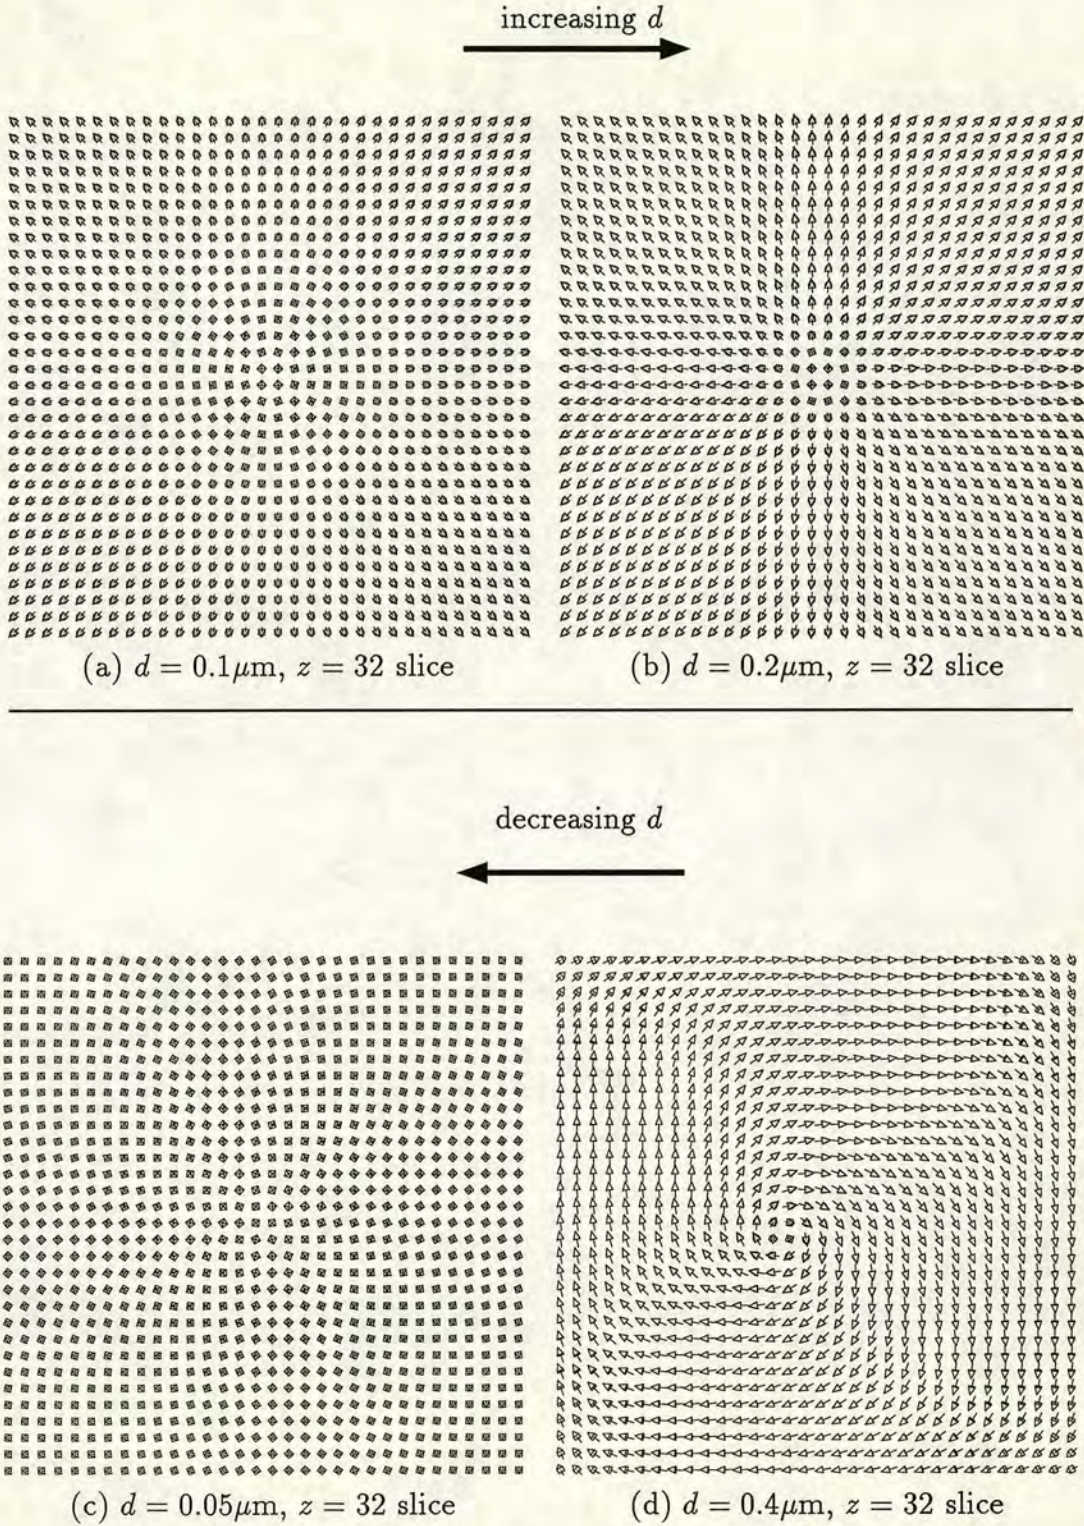 increasing d
(a) d = 0.1μm, z = 32 slice
(b) d = 0.2μm, z = 32 slice
decreasing d
(c) d = 0.05μm, z = 32 slice
(d) d = 0.4μm, z = 32 slice